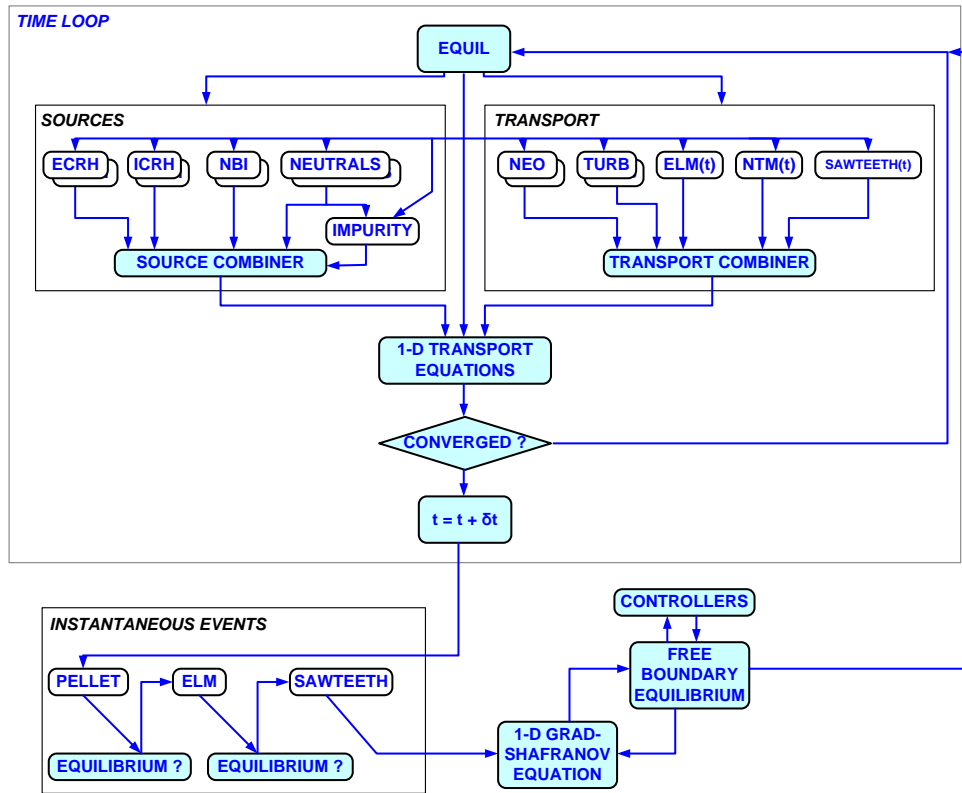 TIME LOOP
EQUIL
SOURCES
TRANSPORT
ECRH
ICRH
NBI
NEUTRALS
NEO
TURB
ELM(t)
NTM(t)
SAWTEETH(t)
IMPURITY
SOURCE COMBINER
TRANSPORT COMBINER
1-D TRANSPORT
EQUATIONS
CONVERGED ?
t = t + δt
INSTANTANEOUS EVENTS
PELLET
ELM
SAWTEETH
EQUILIBRIUM ?
EQUILIBRIUM ?
CONTROLLERS
FREE
BOUNDARY
EQUILIBRIUM
1-D GRAD-
SHAFRANOV
EQUATION